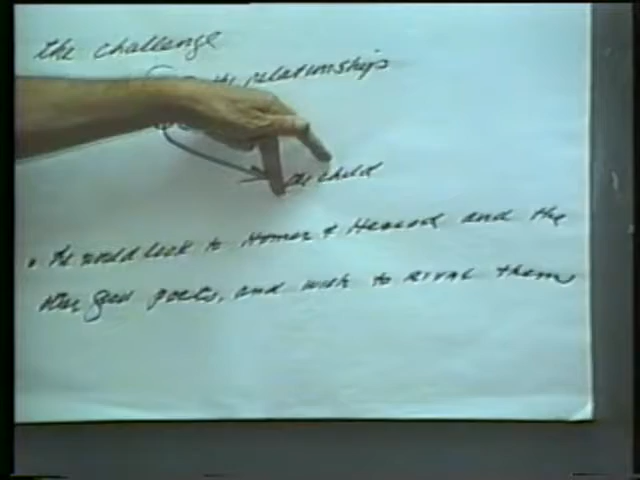 the challenge
the relationships
the child
• he would look to Homer & Hesiod and the
other good poets, and wish to rival them